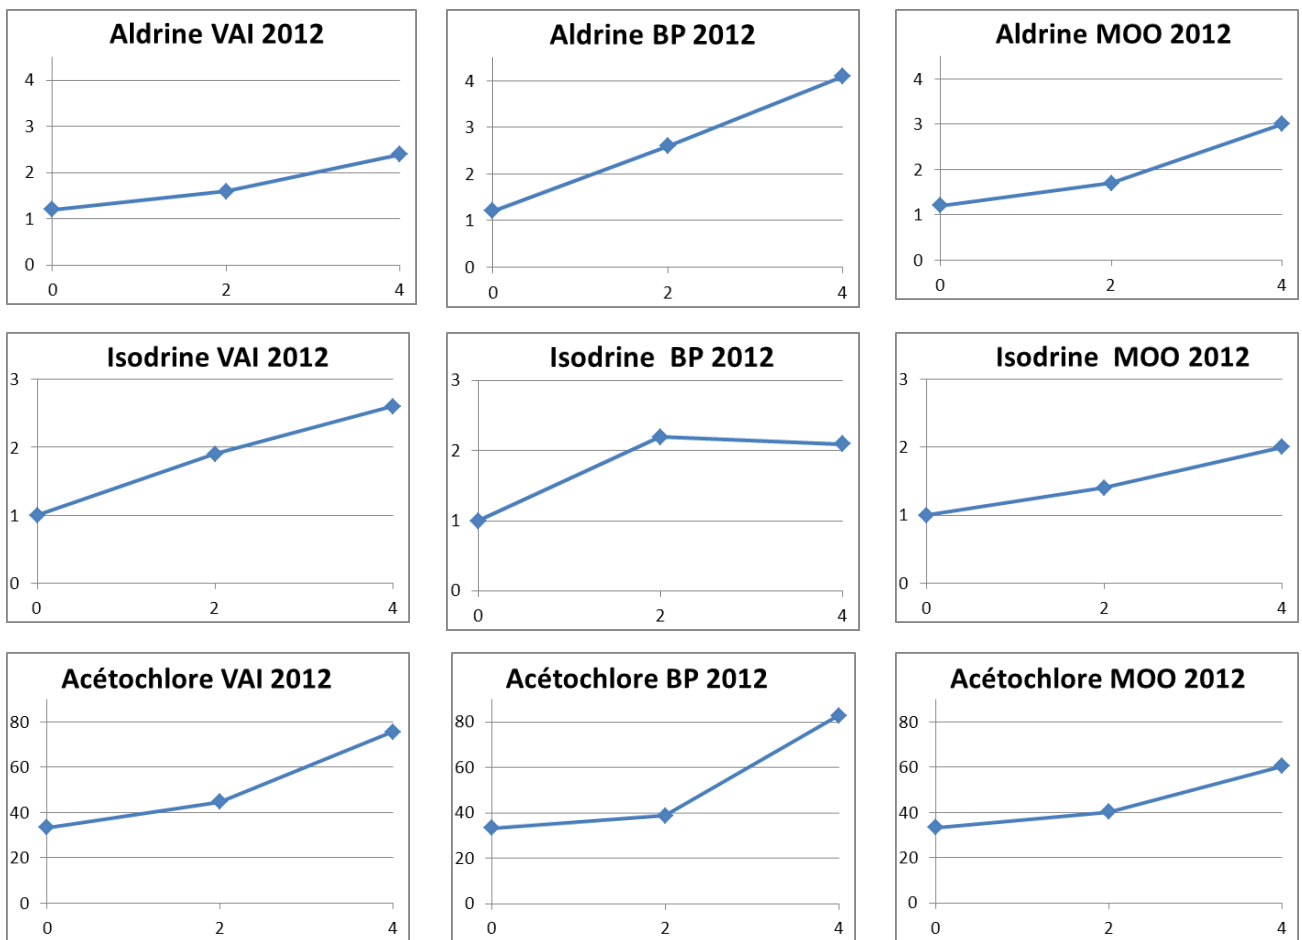 Aldrine VAI 2012
4
3
2
1
0
0 2 4
Aldrine BP 2012
4
3
2
1
0
0 2 4
Aldrine MOO 2012
4
3
2
1
0
0 2 4
Isodrine VAI 2012
3
2
1
0
0 2 4
Isodrine BP 2012
3
2
1
0
0 2 4
Isodrine MOO 2012
3
2
1
0
0 2 4
Acétochlore VAI 2012
80
60
40
20
0
0 2 4
Acétochlore BP 2012
80
60
40
20
0
0 2 4
Acétochlore MOO 2012
80
60
40
20
0
0 2 4